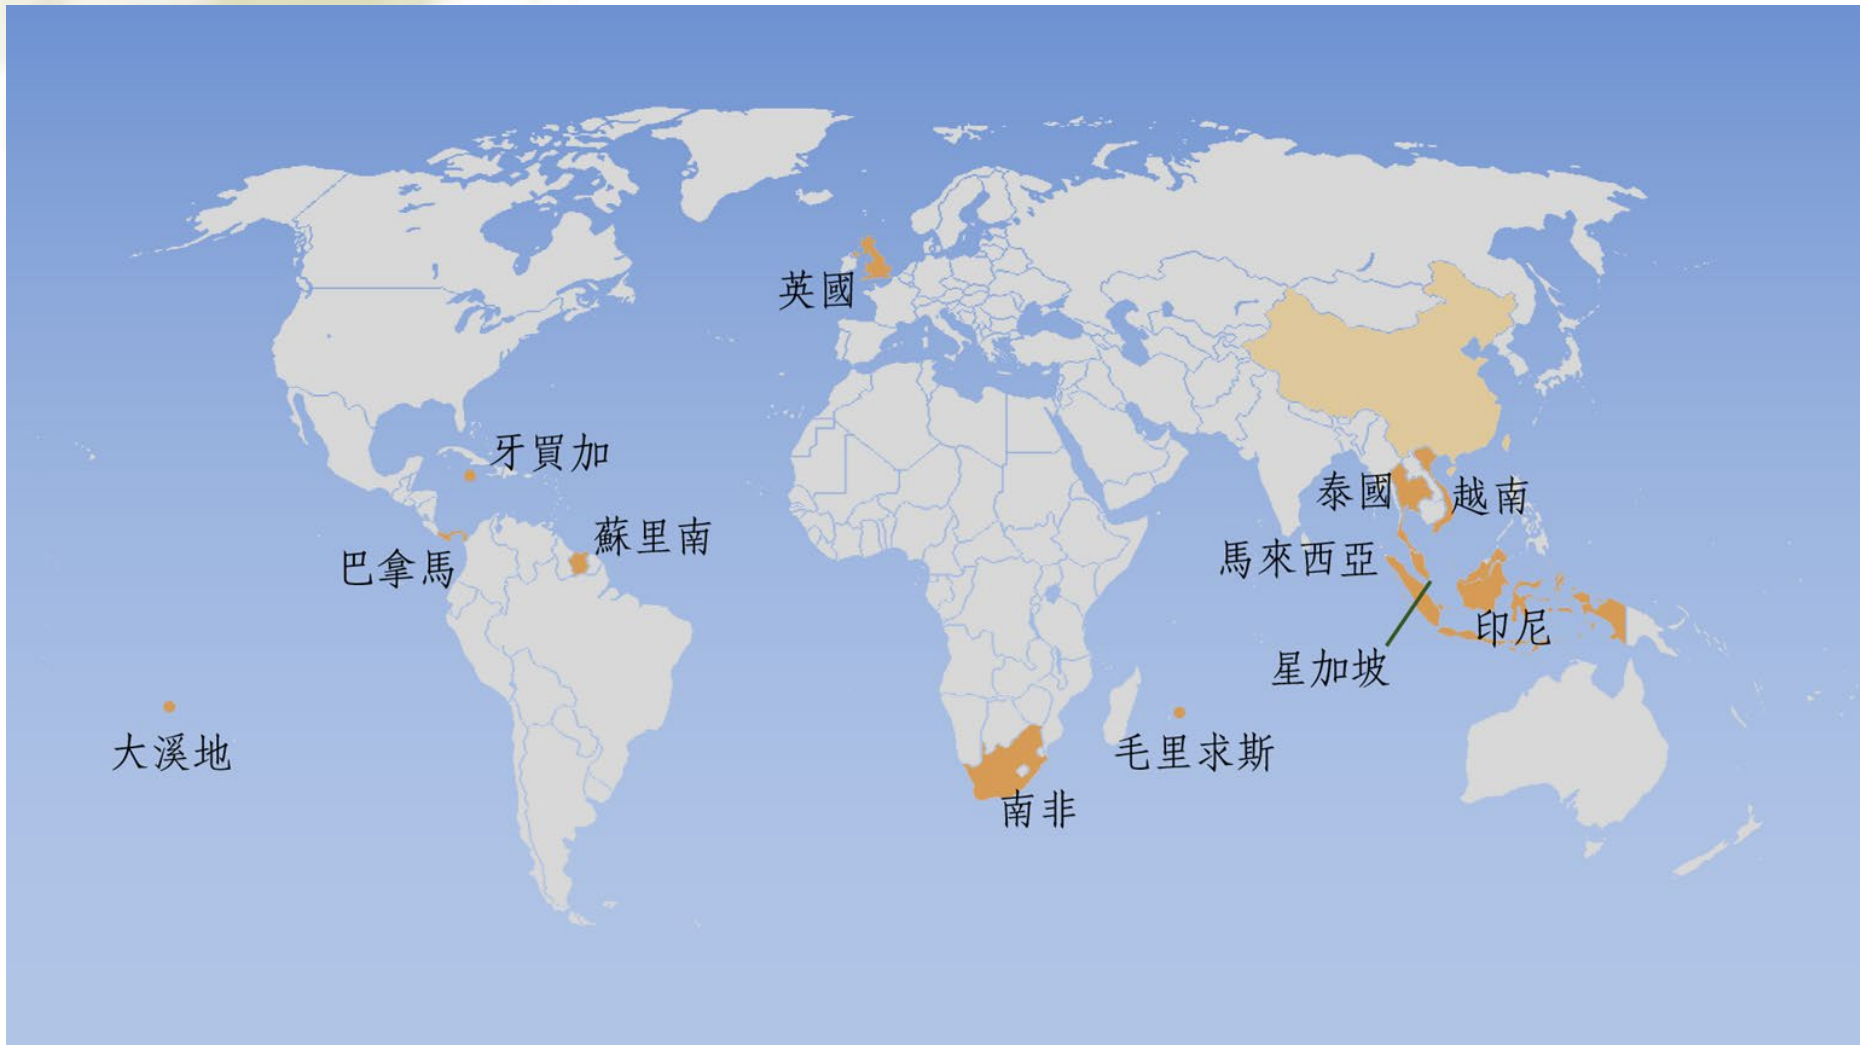 英國
牙買加
泰國
越南
蘇里南
巴拿馬
馬來西亞
印尼
星加坡
大溪地
毛里求斯
南非